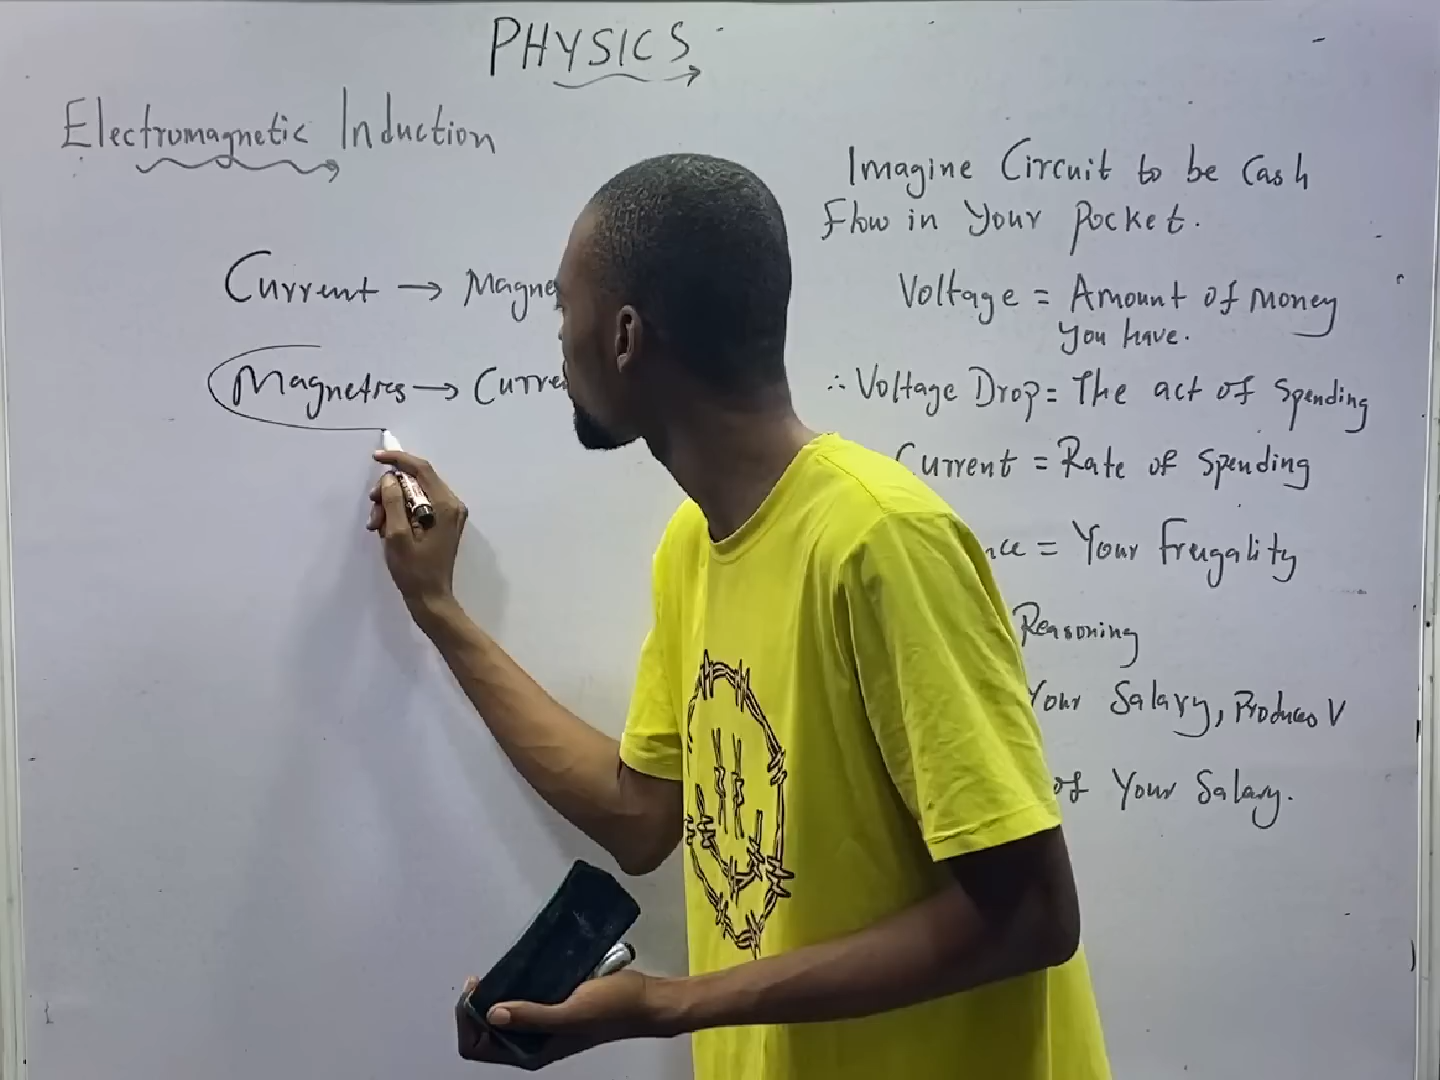 PHYSICS
Electromagnetic Induction
Current → Magne
Magnetres → Curre
Imagine Circuit to be Cash
Flow in Your Pocket.
Voltage = Amount of money
You have.
∴ Voltage Drop = The act of Spending
Current = Rate of Spending
nce = Your Frugality
Reasoning
Your Salary, Produces V
of Your Salary.